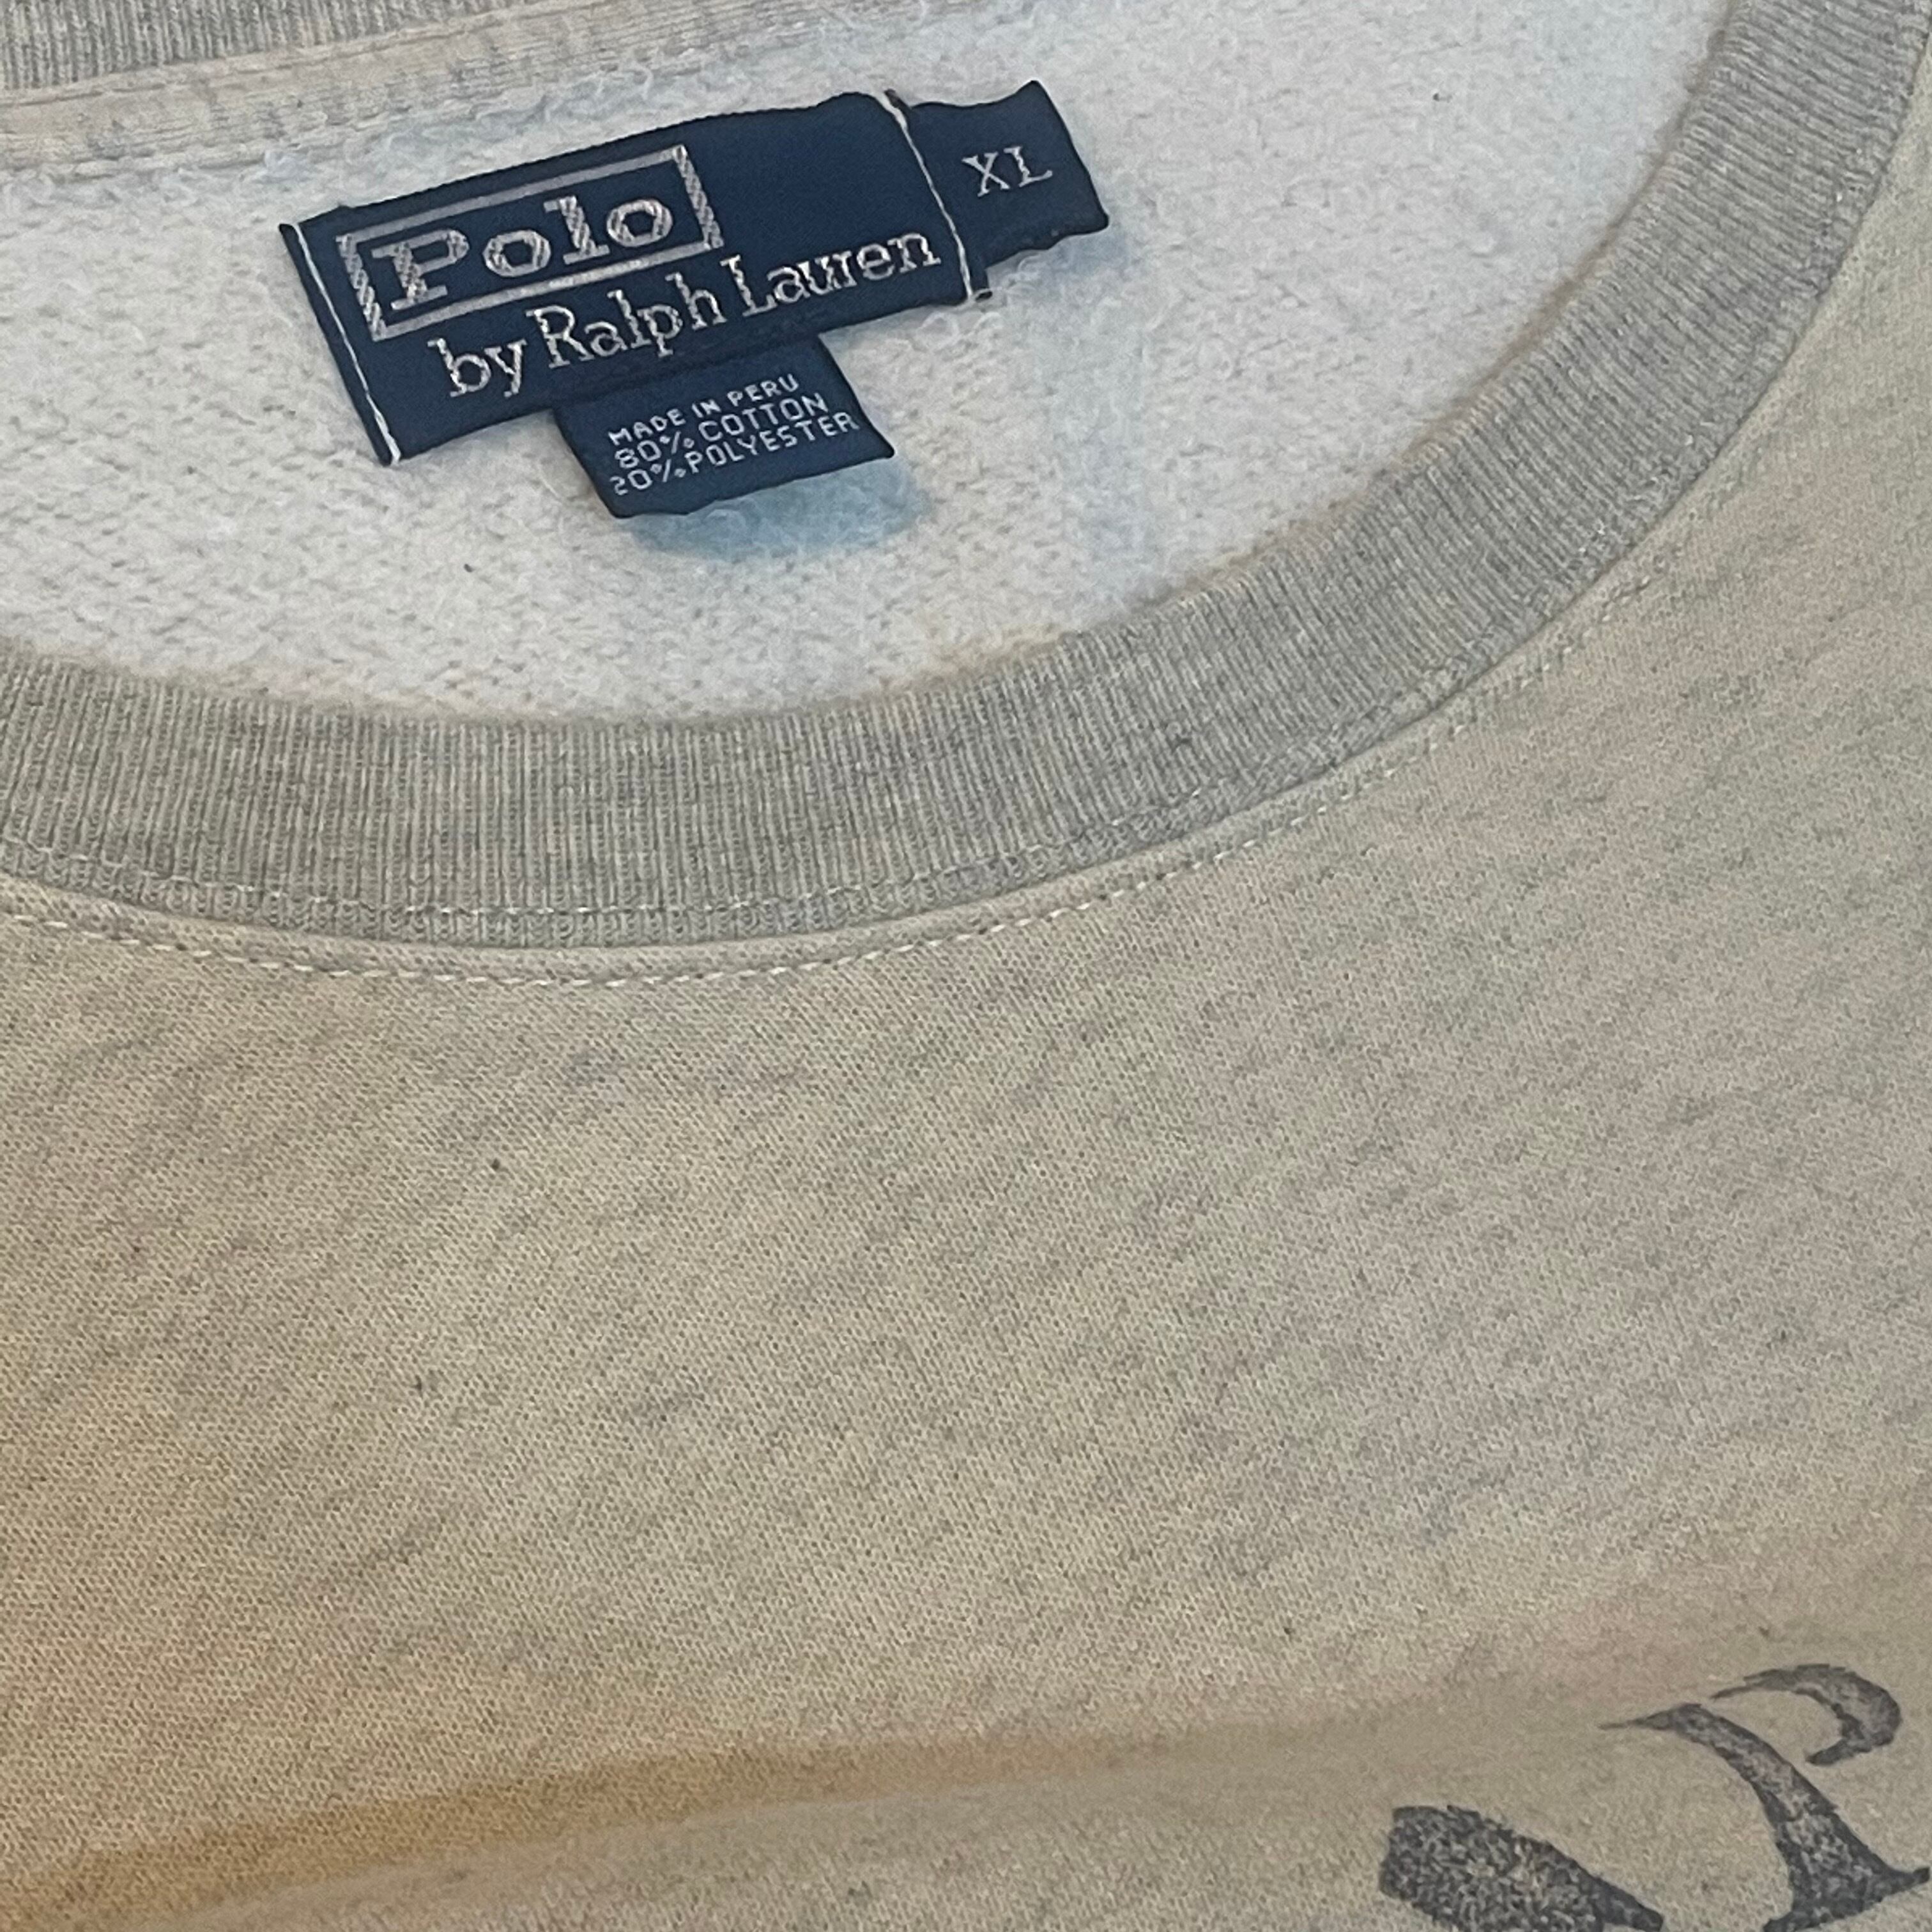 Polo
by Ralph Lauren
XL
MADE IN PERU
80% COTTON
20% POLYESTER